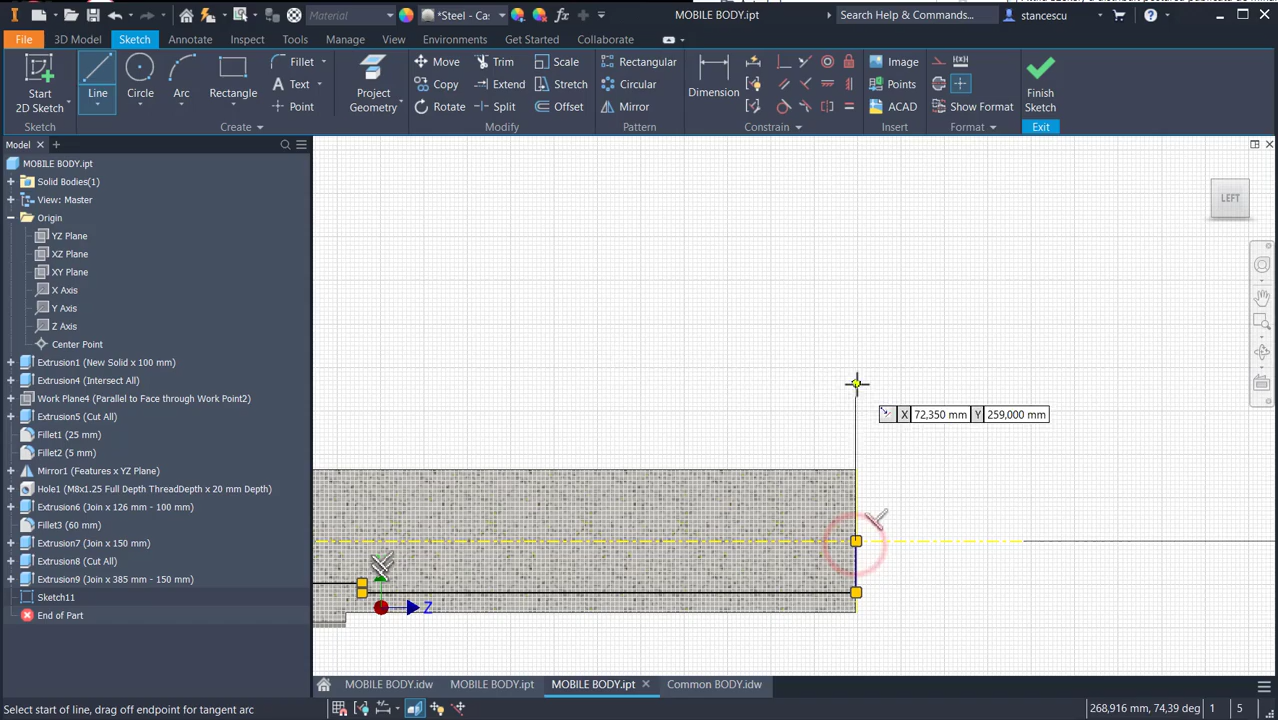 Material
*Steel - Ca:
MOBILE BODY.ipt
Search Help & Commands...
stancescu
File
3D Model
Sketch
Annotate
Inspect
Tools
Manage
View
Environments
Get Started
Collaborate
Start
2D Sketch
Line
Circle
Arc
Rectangle
Fillet
Text
Point
Project
Geometry
Move
Copy
Rotate
Trim
Extend
Split
Scale
Stretch
Offset
Rectangular
Circular
Mirror
Dimension
Image
Points
ACAD
Show Format
Finish
Sketch
Sketch
Create
Modify
Pattern
Constrain
Insert
Format
Exit
Model
MOBILE BODY.ipt
Solid Bodies(1)
View: Master
Origin
YZ Plane
XZ Plane
XY Plane
X Axis
Y Axis
Z Axis
Center Point
Extrusion1 (New Solid x 100 mm)
Extrusion4 (Intersect All)
Work Plane4 (Parallel to Face through Work Point2)
Extrusion5 (Cut All)
Fillet1 (25 mm)
Fillet2 (5 mm)
Mirror1 (Features x YZ Plane)
Hole1 (M8x1.25 Full Depth ThreadDepth x 20 mm Depth)
Extrusion6 (Join x 126 mm - 100 mm)
Fillet3 (60 mm)
Extrusion7 (Join x 150 mm)
Extrusion8 (Cut All)
Extrusion9 (Join x 385 mm - 150 mm)
Sketch11
End of Part
LEFT
X 72,350 mm Y 259,000 mm
Z
MOBILE BODY.idw
MOBILE BODY.ipt
MOBILE BODY.ipt
Common BODY.idw
Select start of line, drag off endpoint for tangent arc
268,916 mm, 74,39 deg 1 5